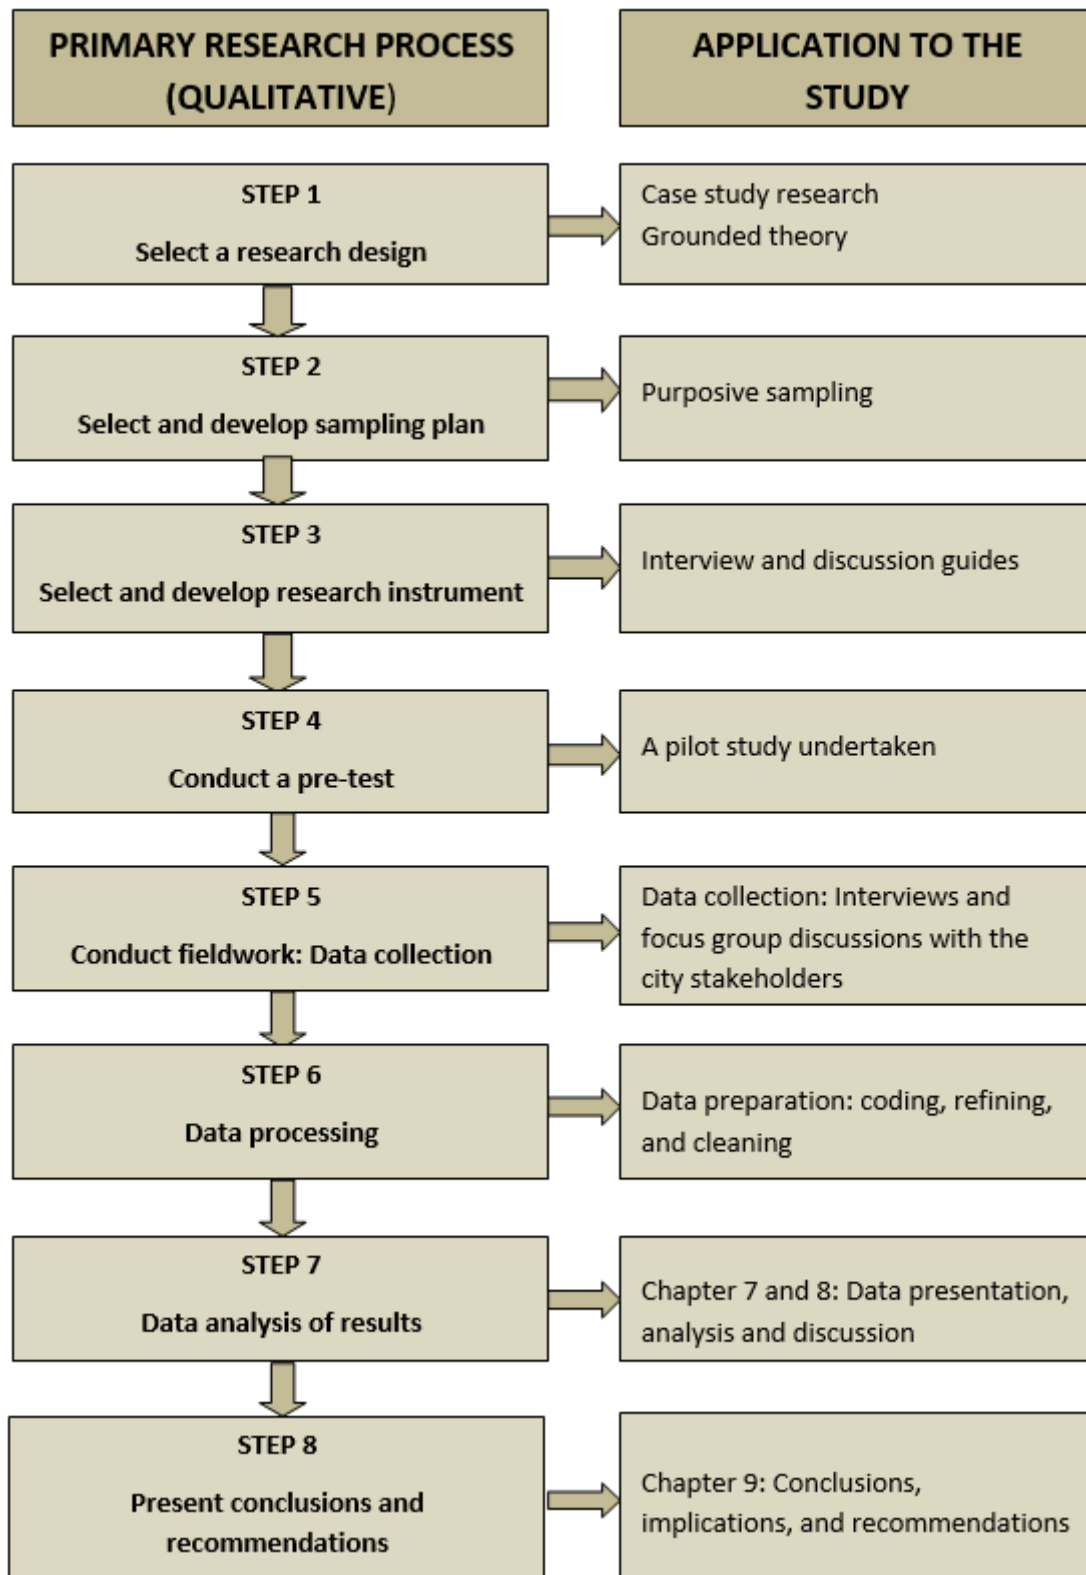 PRIMARY RESEARCH PROCESS
(QUALITATIVE)
APPLICATION TO THE
STUDY
STEP 1
Select a research design
Case study research
Grounded theory
STEP 2
Select and develop sampling plan
Purposive sampling
STEP 3
Select and develop research instrument
Interview and discussion guides
STEP 4
Conduct a pre-test
A pilot study undertaken
STEP 5
Conduct fieldwork: Data collection
Data collection: Interviews and
focus group discussions with the
city stakeholders
STEP 6
Data processing
Data preparation: coding, refining,
and cleaning
STEP 7
Data analysis of results
Chapter 7 and 8: Data presentation,
analysis and discussion
STEP 8
Present conclusions and
recommendations
Chapter 9: Conclusions,
implications, and recommendations